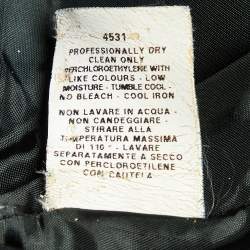 4531
PROFESSIONALLY DRY
CLEAN ONLY
PERCHLOROETHYLENE WITH
LIKE COLOURS - LOW
MOISTURE - TUMBLE COOL -
NO BLEACH - COOL IRON
NON LAVARE IN ACQUA -
NON CANDEGGIARE -
STIRARE ALLA
TEMPERATURA MASSIMA
DI 110° - LAVARE
SEPARATAMENTE A SECCO
CON PERCLOROETILENE
CON CAUTELA